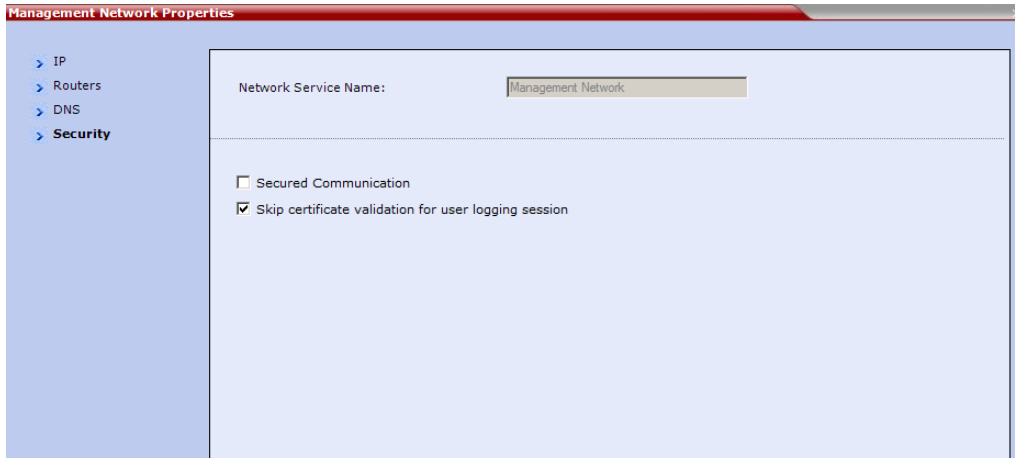 Management Network Properties
IP
Routers
DNS
Security
Network Service Name:
Management Network
Secured Communication
Skip certificate validation for user logging session